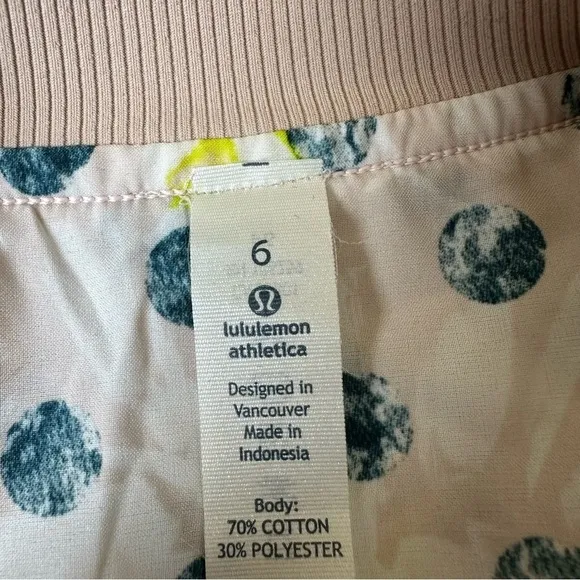 6
lululemon
athletica
Designed in
Vancouver
Made in
Indonesia
Body:
70% COTTON
30% POLYESTER